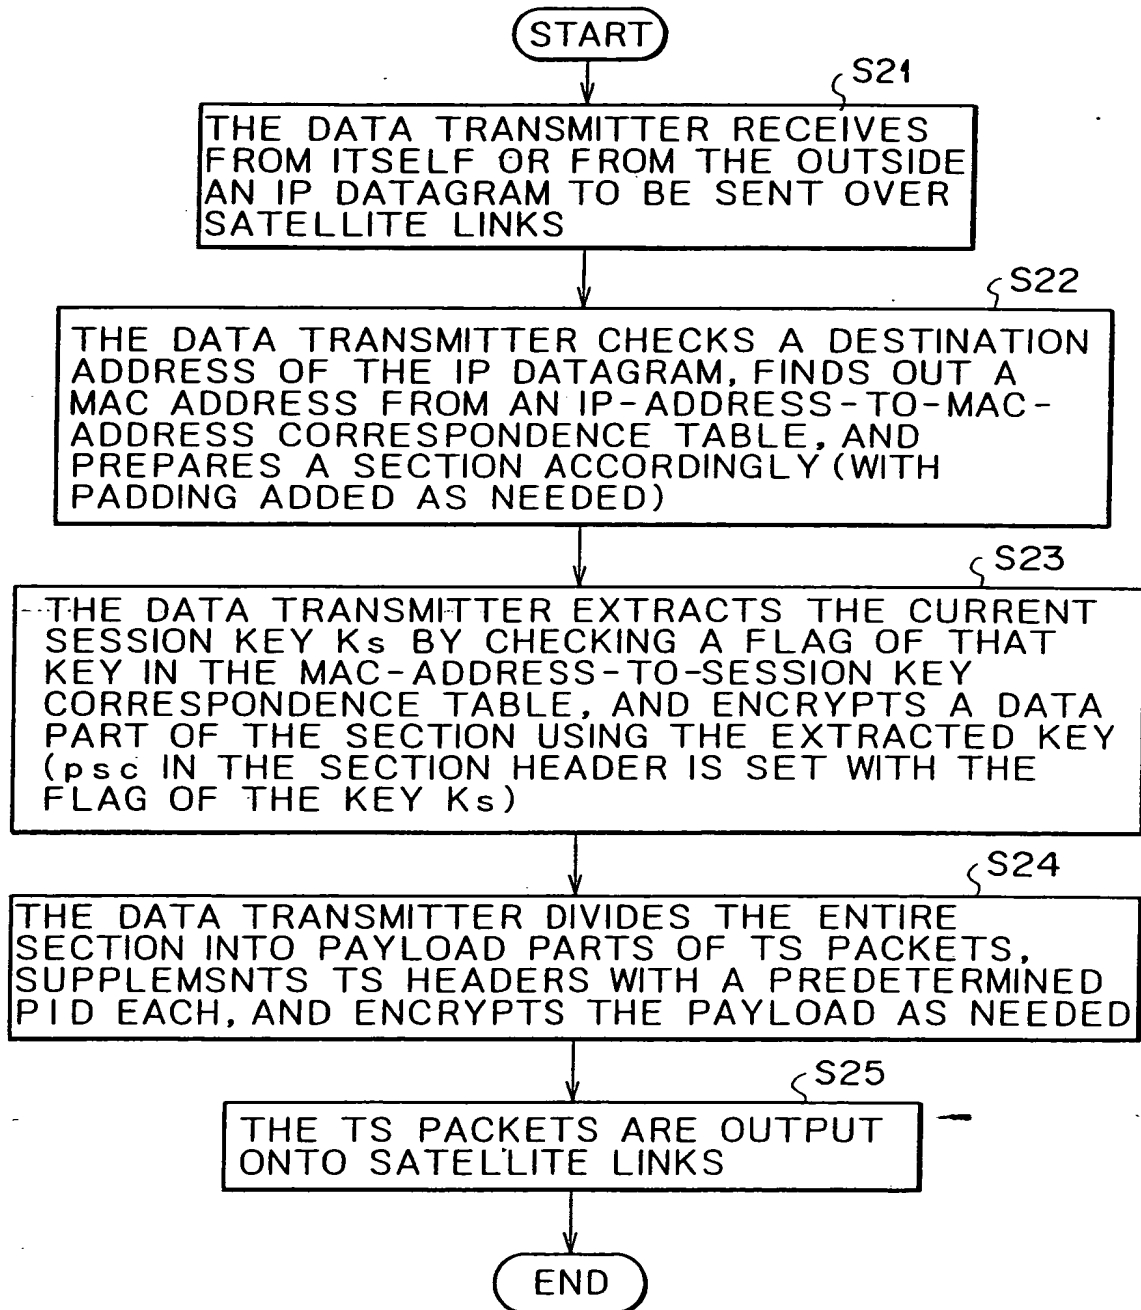 START
S21
THE DATA TRANSMITTER RECEIVES
FROM ITSELF OR FROM THE OUTSIDE
AN IP DATAGRAM TO BE SENT OVER
SATELLITE LINKS
S22
THE DATA TRANSMITTER CHECKS A DESTINATION
ADDRESS OF THE IP DATAGRAM, FINDS OUT A
MAC ADDRESS FROM AN IP-ADDRESS-TO-MAC-
ADDRESS CORRESPONDENCE TABLE, AND
PREPARES A SECTION ACCORDINGLY (WITH
PADDING ADDED AS NEEDED)
S23
THE DATA TRANSMITTER EXTRACTS THE CURRENT
SESSION KEY Ks BY CHECKING A FLAG OF THAT
KEY IN THE MAC-ADDRESS-TO-SESSION KEY
CORRESPONDENCE TABLE, AND ENCRYPTS A DATA
PART OF THE SECTION USING THE EXTRACTED KEY
(psc IN THE SECTION HEADER IS SET WITH THE
FLAG OF THE KEY Ks)
S24
THE DATA TRANSMITTER DIVIDES THE ENTIRE
SECTION INTO PAYLOAD PARTS OF TS PACKETS,
SUPPLEMSNTS TS HEADERS WITH A PREDETERMINED
PID EACH, AND ENCRYPTS THE PAYLOAD AS NEEDED
S25
THE TS PACKETS ARE OUTPUT
ONTO SATELLITE LINKS
END